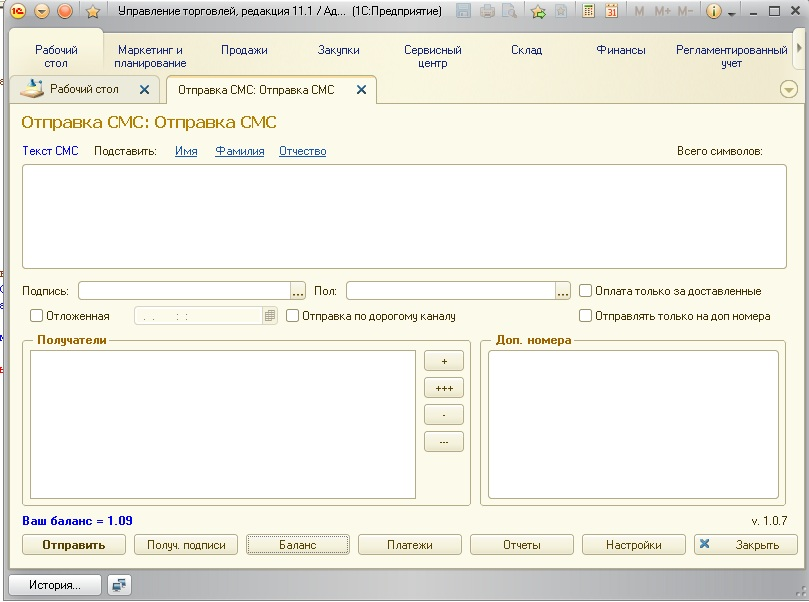 Управление торговлей, редакция 11.1 / Ад... (1С:Предприятие)
M M+ M-
Рабочий стол
Маркетинг и планирование
Продажи
Закупки
Сервисный центр
Склад
Финансы
Регламентированный учет
Рабочий стол
Отправка СМС: Отправка СМС
Отправка СМС: Отправка СМС
Текст СМС Подставить: Имя Фамилия Отчество Всего символов:
Подпись: ... Пол: ... Оплата только за доставленные
Отложенная . . : : Отправка по дорогому каналу Отправлять только на доп номера
Получатели Доп. номера
+
+++
-
---
Ваш баланс = 1.09 v. 1.0.7
Отправить Получ. подписи Баланс Платежи Отчеты Настройки Закрыть
История...